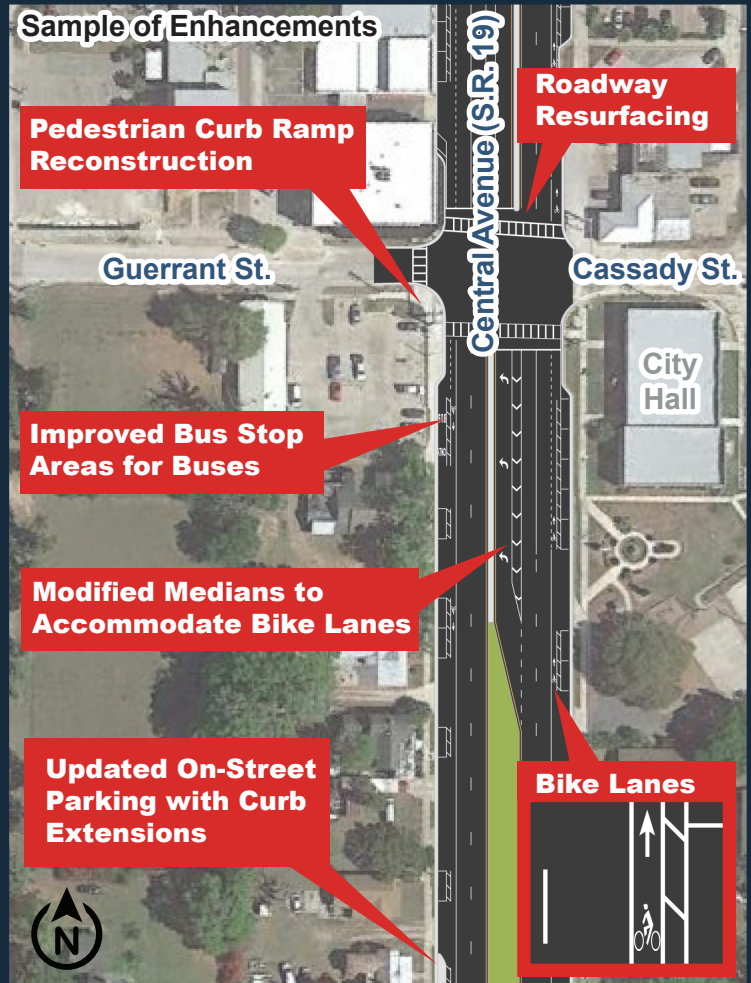 Sample of Enhancements
Central Avenue (S.R. 19)
Roadway
Resurfacing
Pedestrian Curb Ramp
Reconstruction
Guerrant St.
Cassady St.
City
Hall
Improved Bus Stop
Areas for Buses
Modified Medians to
Accommodate Bike Lanes
Updated On-Street
Parking with Curb
Extensions
Bike Lanes
N